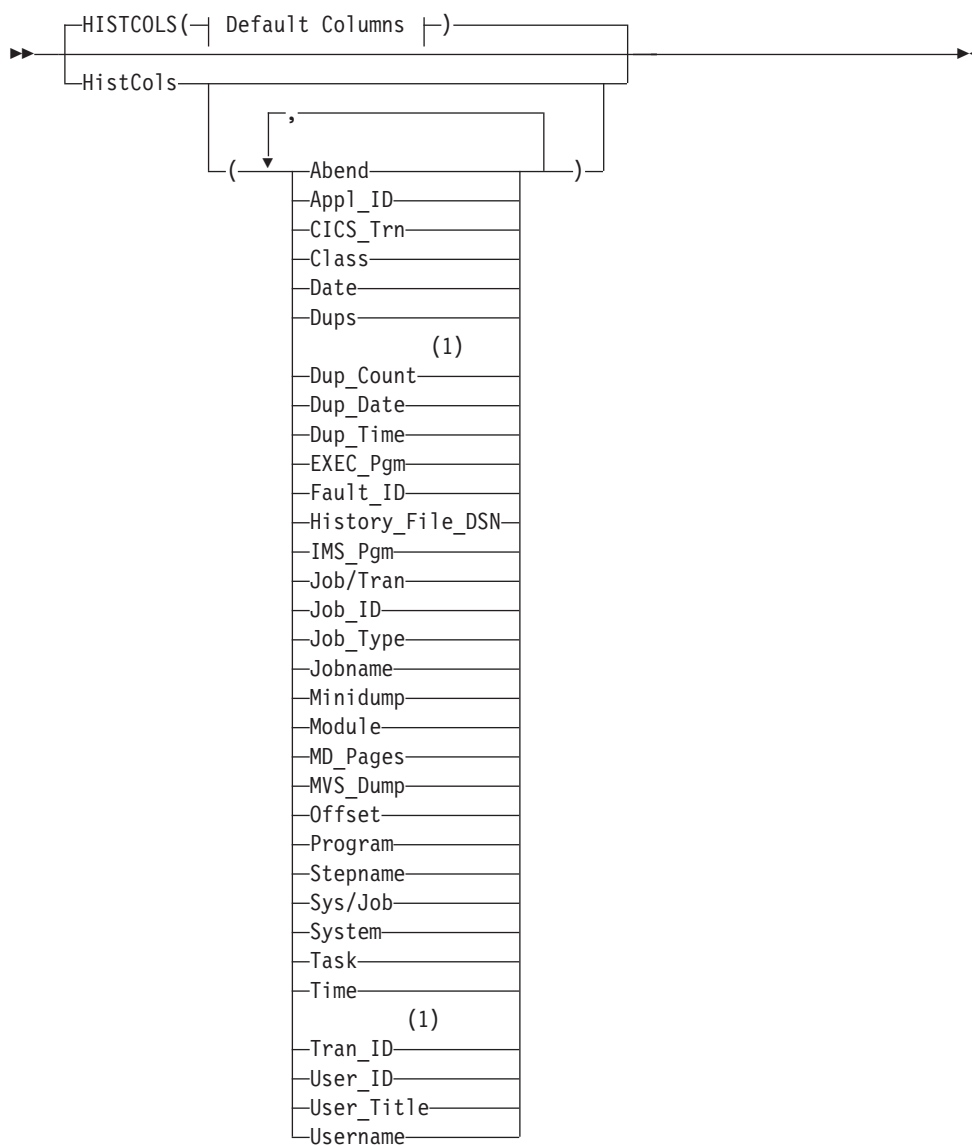 HISTCOLS( Default Columns )
HistCols
,
( Abend )
Appl_ID
CICS_Trn
Class
Date
Dups
(1)
Dup_Count
Dup_Date
Dup_Time
EXEC_Pgm
Fault_ID
History_File_DSN
IMS_Pgm
Job/Tran
Job_ID
Job_Type
Jobname
Minidump
Module
MD_Pages
MVS_Dump
Offset
Program
Stepname
Sys/Job
System
Task
Time
(1)
Tran_ID
User_ID
User_Title
Username